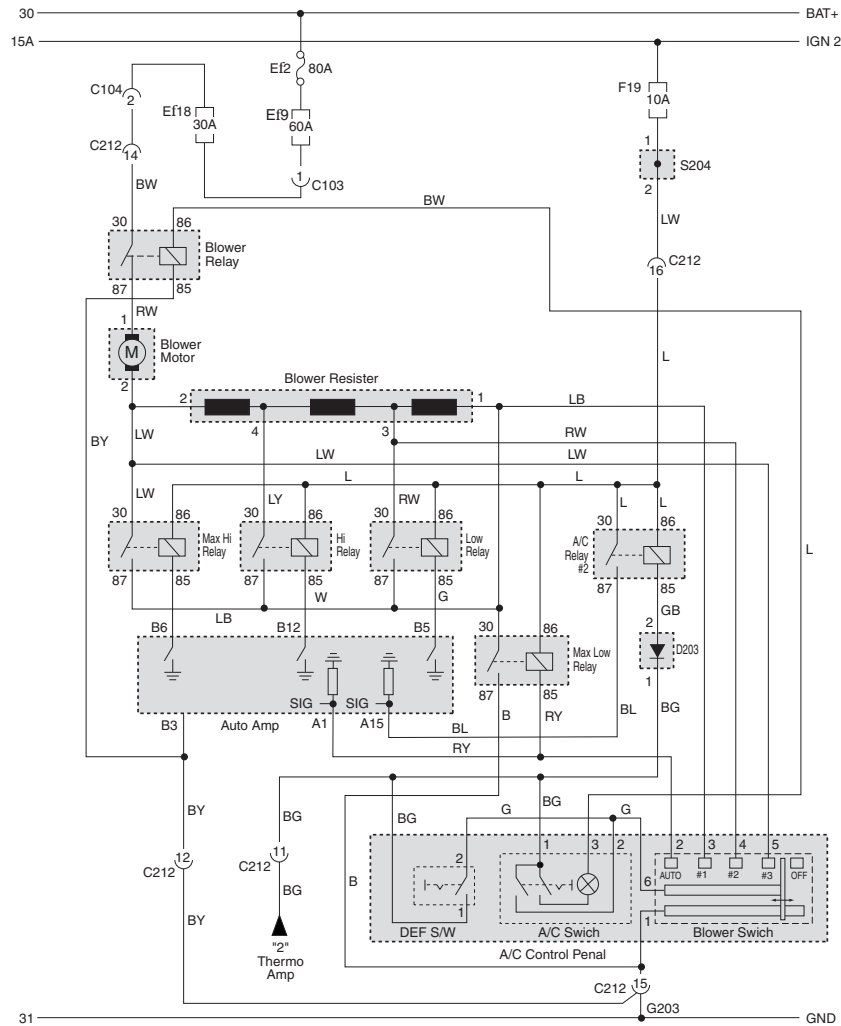 30 BAT+
15A IGN 2
Ef2 80A
F19
10A
C104
2
Ef18
30A
Ef9
60A
C212
14
1
C103
1
S204
2
BW
BW
LW
30 86
Blower
Relay
C212
16
87 85
RW
1
Blower
Motor
M
L
2
Blower Resister
2 1
LB
4 3
BY
LW
RW
LW LW
L L
LW LY RW L L
30 86
Max Hi
Relay
87 85
30 86
Hi
Relay
87 85
30 86
Low
Relay
87 85
30 86
A/C
Relay
#2
87 85
L
LB W G GB
B6 B12 B5
30 86
Max Low
Relay
87 85
2
D203
1
SIG SIG
B3 Auto Amp A1 A15
B RY BL BG
BL
RY
BY BG BG BG G G
12
C212
11
C212
BG
BY
B
"2"
Thermo
Amp
2
1
DEF S/W
1 3 2
A/C Swich
2 3 4 5
AUTO #1 #2 #3 OFF
6
1
Blower Swich
A/C Control Penal
C212 15
G203
31 GND